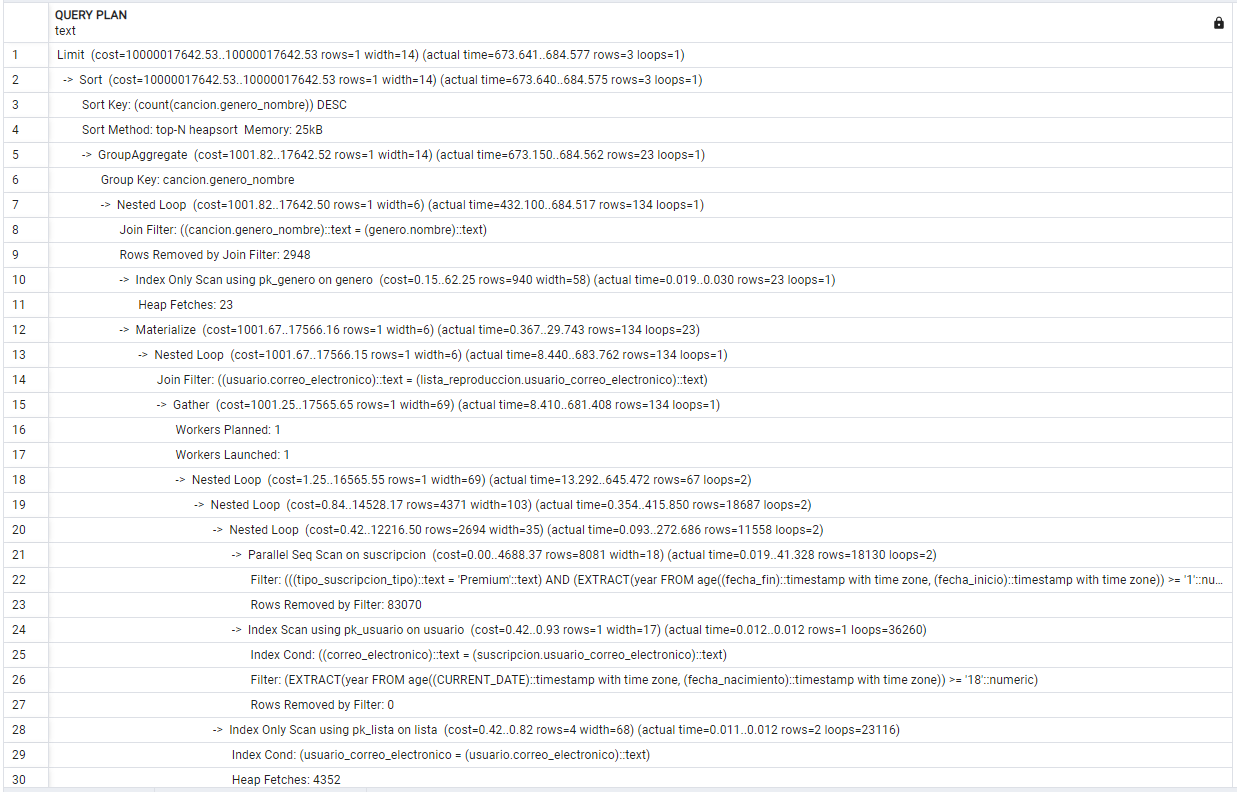 QUERY PLAN
text
1 Limit (cost=10000017642.53..10000017642.53 rows=1 width=14) (actual time=673.641..684.577 rows=3 loops=1)
2 -> Sort (cost=10000017642.53..10000017642.53 rows=1 width=14) (actual time=673.640..684.575 rows=3 loops=1)
3 Sort Key: (count(cancion.genero_nombre)) DESC
4 Sort Method: top-N heapsort Memory: 25kB
5 -> GroupAggregate (cost=1001.82..17642.52 rows=1 width=14) (actual time=673.150..684.562 rows=23 loops=1)
6 Group Key: cancion.genero_nombre
7 -> Nested Loop (cost=1001.82..17642.50 rows=1 width=6) (actual time=432.100..684.517 rows=134 loops=1)
8 Join Filter: ((cancion.genero_nombre)::text = (genero.nombre)::text)
9 Rows Removed by Join Filter: 2948
10 -> Index Only Scan using pk_genero on genero (cost=0.15..62.25 rows=940 width=58) (actual time=0.019..0.030 rows=23 loops=1)
11 Heap Fetches: 23
12 -> Materialize (cost=1001.67..17566.16 rows=1 width=6) (actual time=0.367..29.743 rows=134 loops=23)
13 -> Nested Loop (cost=1001.67..17566.15 rows=1 width=6) (actual time=8.440..683.762 rows=134 loops=1)
14 Join Filter: ((usuario.correo_electronico)::text = (lista_reproduccion.usuario_correo_electronico)::text)
15 -> Gather (cost=1001.25..17565.65 rows=1 width=69) (actual time=8.410..681.408 rows=134 loops=1)
16 Workers Planned: 1
17 Workers Launched: 1
18 -> Nested Loop (cost=1.25..16565.55 rows=1 width=69) (actual time=13.292..645.472 rows=67 loops=2)
19 -> Nested Loop (cost=0.84..14528.17 rows=4371 width=103) (actual time=0.354..415.850 rows=18687 loops=2)
20 -> Nested Loop (cost=0.42..12216.50 rows=2694 width=35) (actual time=0.093..272.686 rows=11558 loops=2)
21 -> Parallel Seq Scan on suscripcion (cost=0.00..4688.37 rows=8081 width=18) (actual time=0.019..41.328 rows=18130 loops=2)
22 Filter: (((tipo_suscripcion_tipo)::text = 'Premium'::text) AND (EXTRACT(year FROM age((fecha_fin)::timestamp with time zone, (fecha_inicio)::timestamp with time zone)) >= '1'::nu...
23 Rows Removed by Filter: 83070
24 -> Index Scan using pk_usuario on usuario (cost=0.42..0.93 rows=1 width=17) (actual time=0.012..0.012 rows=1 loops=36260)
25 Index Cond: ((correo_electronico)::text = (suscripcion.usuario_correo_electronico)::text)
26 Filter: (EXTRACT(year FROM age((CURRENT_DATE)::timestamp with time zone, (fecha_nacimiento)::timestamp with time zone)) >= '18'::numeric)
27 Rows Removed by Filter: 0
28 -> Index Only Scan using pk_lista on lista (cost=0.42..0.82 rows=4 width=68) (actual time=0.011..0.012 rows=2 loops=23116)
29 Index Cond: (usuario_correo_electronico = (usuario.correo_electronico)::text)
30 Heap Fetches: 4352